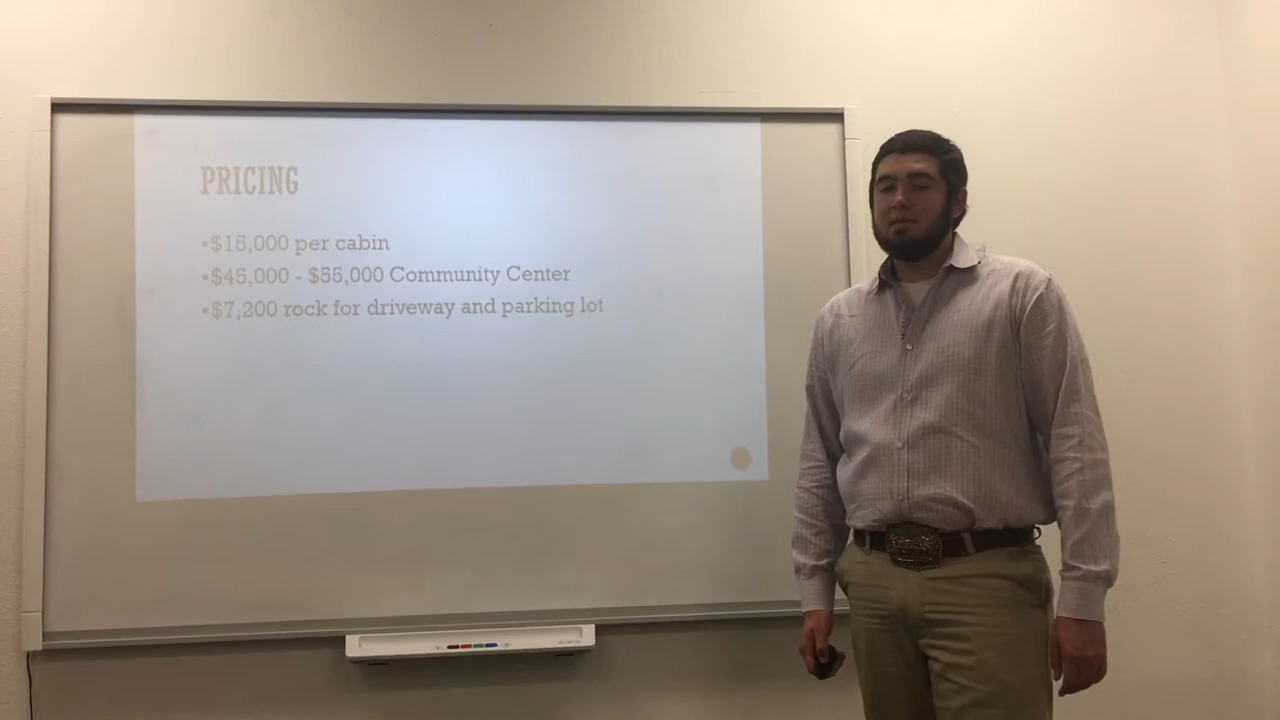 PRICING
▪$15,000 per cabin
▪$45,000 - $55,000 Community Center
▪$7,200 rock for driveway and parking lot